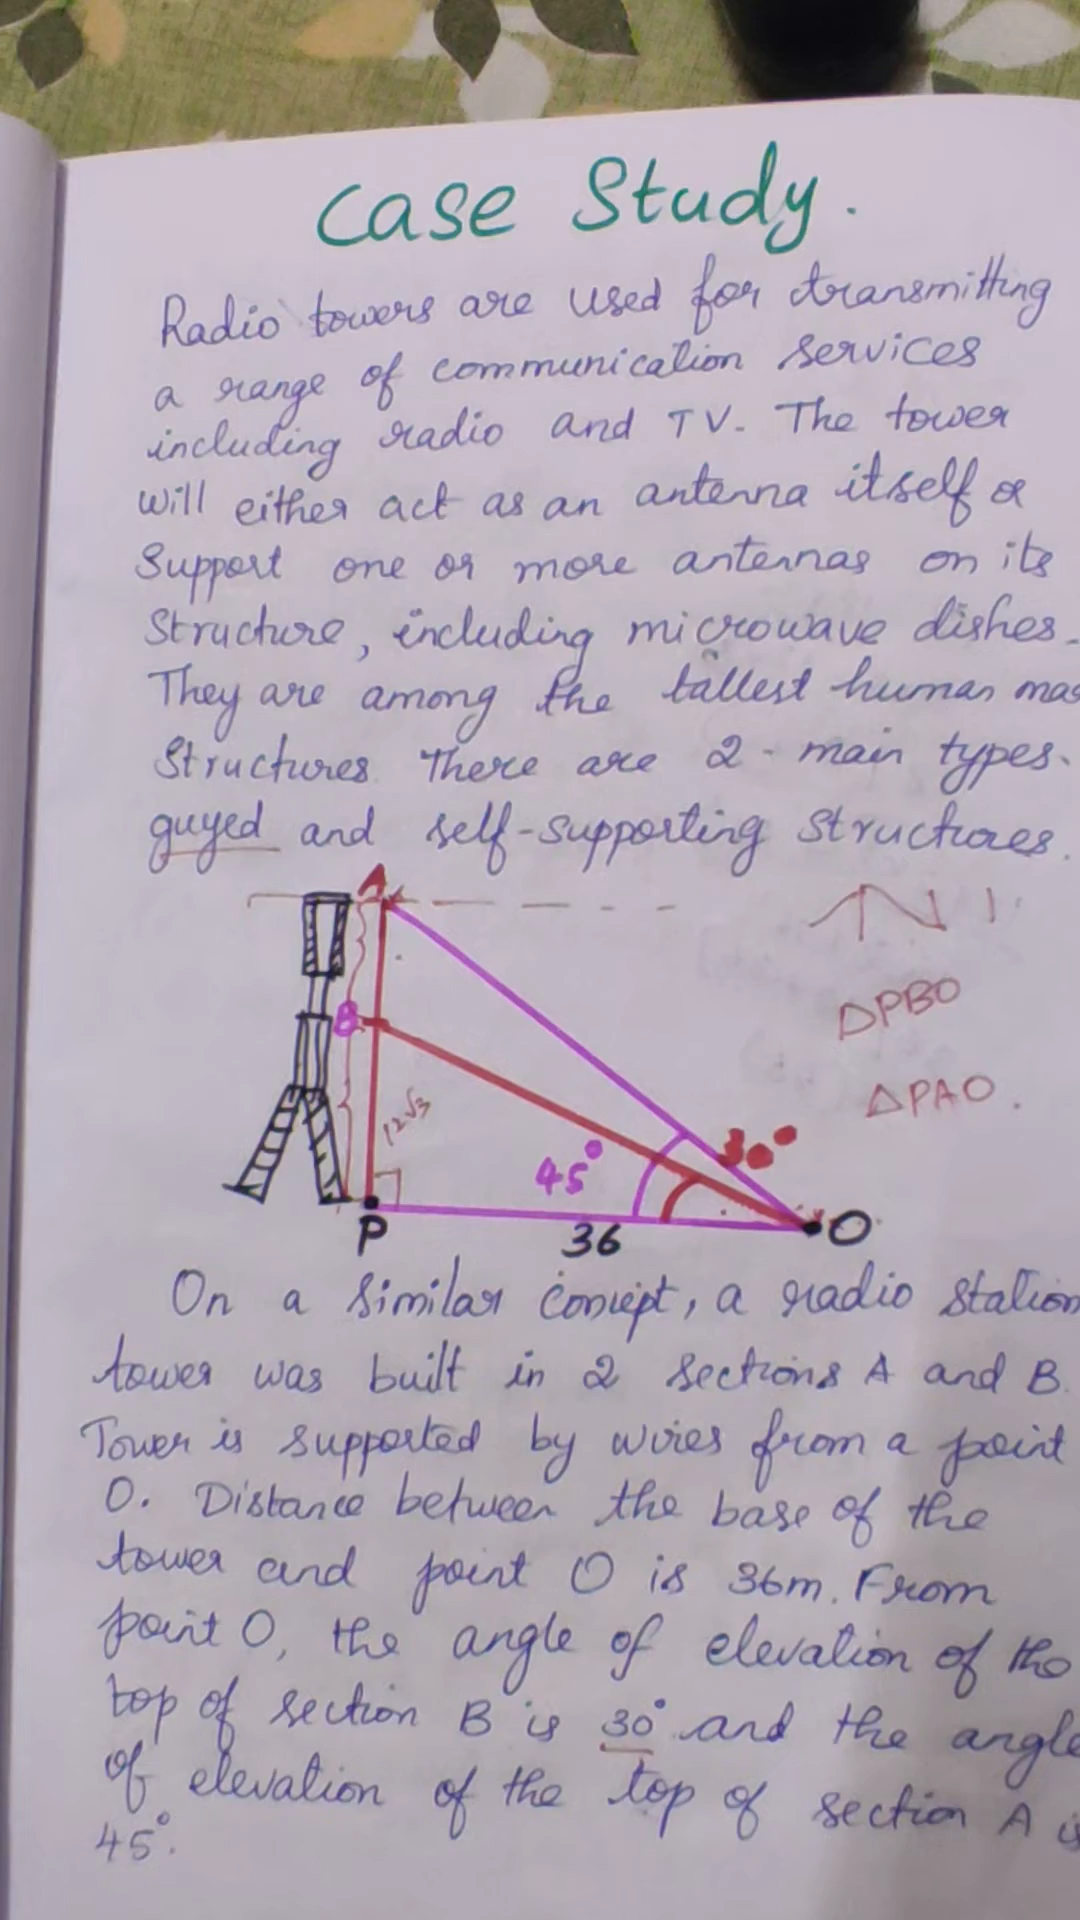 Case Study.
Radio towers are used for transmitting
a range of communication services
including radio and TV. The tower
will either act as an antenna itself or
Support one or more antennas on its
Structure, including microwave dishes.
They are among the tallest human ma
Structures. There are 2 - main types.
guyed and self-supporting structures.
A
B
△PBO
△PAO.
12√3
45°
30°
P
36
O
On a similar concept, a radio station
tower was built in 2 sections A and B.
Tower is supported by wires from a point
O. Distance between the base of the
tower and point O is 36m. From
point O, the angle of elevation of the
top of section B is 30° and the angle
of elevation of the top of section A is
45°.